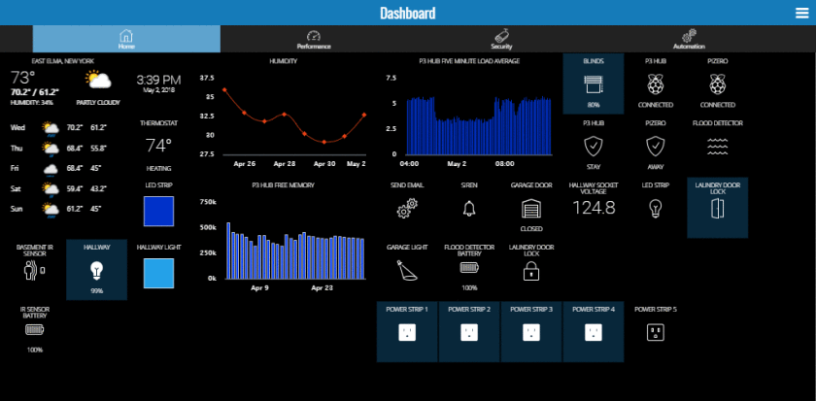 Dashboard
Home
Performance
Security
Automation
EAST ELMA, NEW YORK
73°
70.2° / 61.2°
HUMIDITY: 34%
PARTLY CLOUDY
3:39 PM
May 2, 2018
Wed 70.2° 61.2°
Thu 68.4° 55.8°
Fri 68.4° 45°
Sat 59.4° 43.2°
Sun 61.2° 45°
THERMOSTAT
74°
HEATING
LED STRIP
BASEMENT IR
SENSOR
HALLWAY
99%
HALLWAY LIGHT
IR SENSOR
BATTERY
100%
HUMIDITY
37.5
35
32.5
30
27.5
Apr 26 Apr 28 Apr 30 May 2
P3 HUB FREE MEMORY
750k
500k
250k
0k
Apr 9 Apr 23
P3 HUB FIVE MINUTE LOAD AVERAGE
7.5
5
2.5
0
04:00 May 2 08:00
BLINDS
80%
P3 HUB
CONNECTED
PIZERO
CONNECTED
P3 HUB
STAY
PIZERO
AWAY
FLOOD DETECTOR
SEND EMAIL
SIREN
GARAGE DOOR
CLOSED
HALLWAY SOCKET
VOLTAGE
124.8
LED STRIP
LAUNDRY DOOR
LOCK
GARAGE LIGHT
FLOOD DETECTOR
BATTERY
100%
LAUNDRY DOOR
LOCK
POWER STRIP 1
POWER STRIP 2
POWER STRIP 3
POWER STRIP 4
POWER STRIP 5